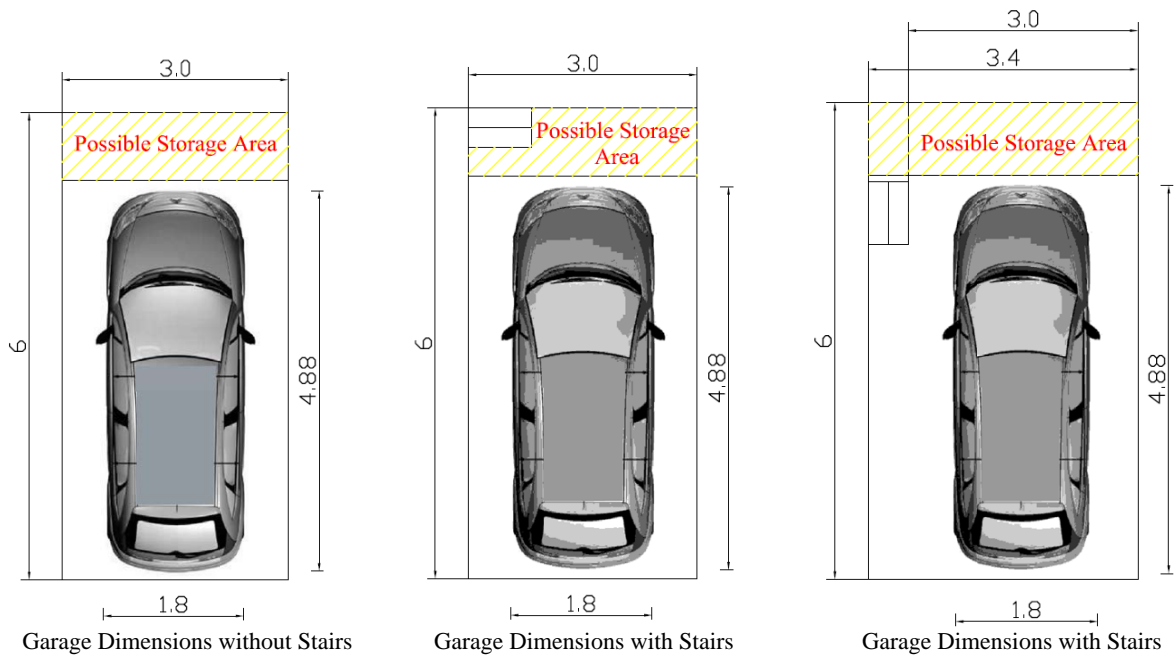 3.0
Possible Storage Area
6
4.88
1.8
Garage Dimensions without Stairs
3.0
Possible Storage
Area
6
4.88
1.8
Garage Dimensions with Stairs
3.0
3.4
Possible Storage Area
6
4.88
1.8
Garage Dimensions with Stairs